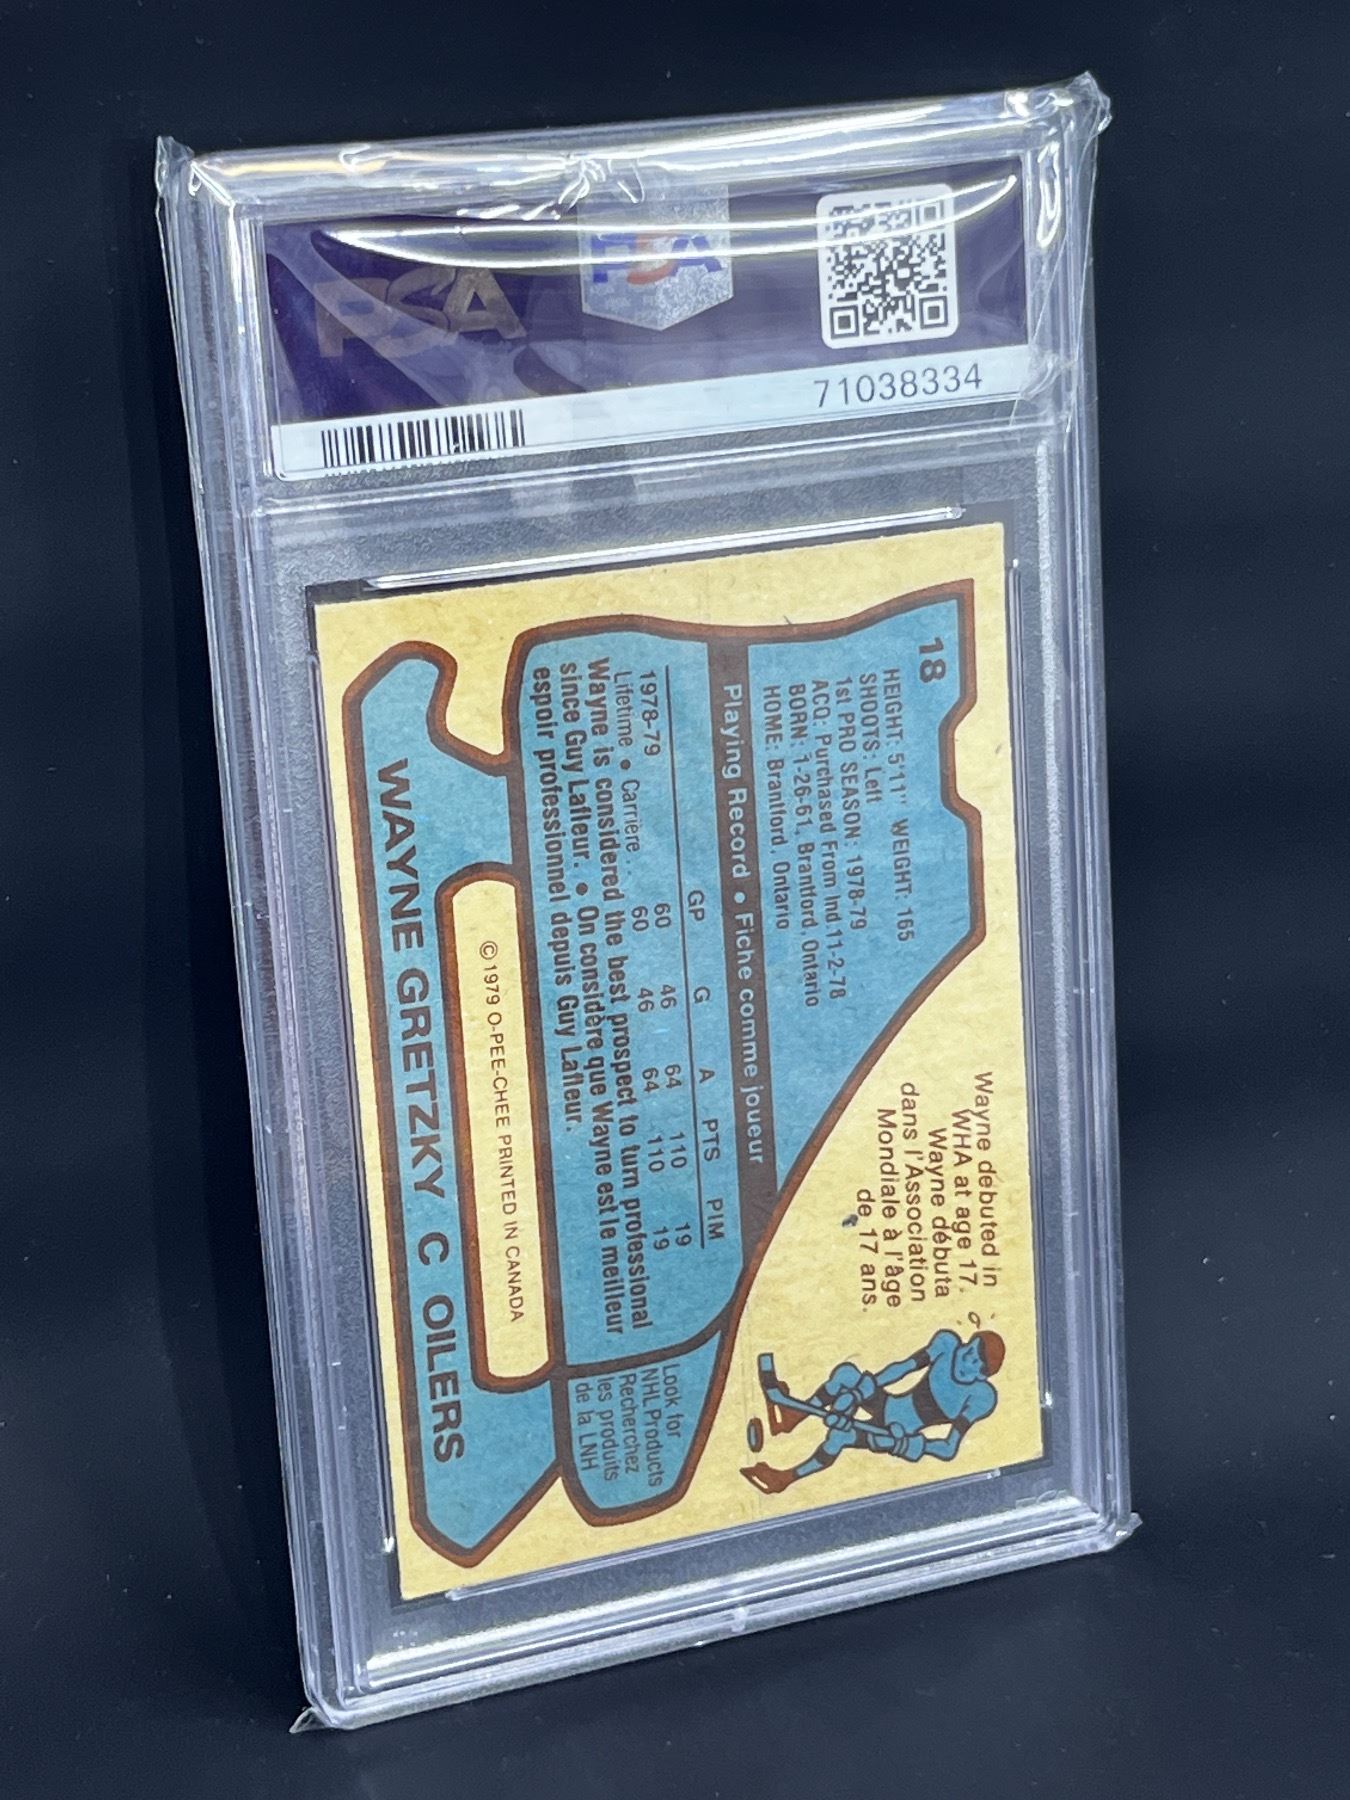 PSA
PSA
71038334
18
HEIGHT: 5'11" WEIGHT: 165
SHOOTS: Left
1st PRO SEASON: 1978-79
ACQ: Purchased From Ind 11-2-78
BORN: 1-26-61, Brantford, Ontario
HOME: Brantford, Ontario
Wayne debuted in
WHA at age 17.
Wayne débuta
dans l'Association
Mondiale à l'âge
de 17 ans.
Playing Record • Fiche comme joueur
GP G A PTS PIM
1978-79 60 46 64 110 19
Lifetime • Carrière . . 60 46 64 110 19
Wayne is considered the best prospect to turn professional
since Guy Lafleur. • On considère que Wayne est le meilleur
espoir professionnel depuis Guy Lafleur.
Look for
NHL Products
Recherchez
les produits
de la LNH
© 1979 O-PEE-CHEE PRINTED IN CANADA
WAYNE GRETZKY C OILERS